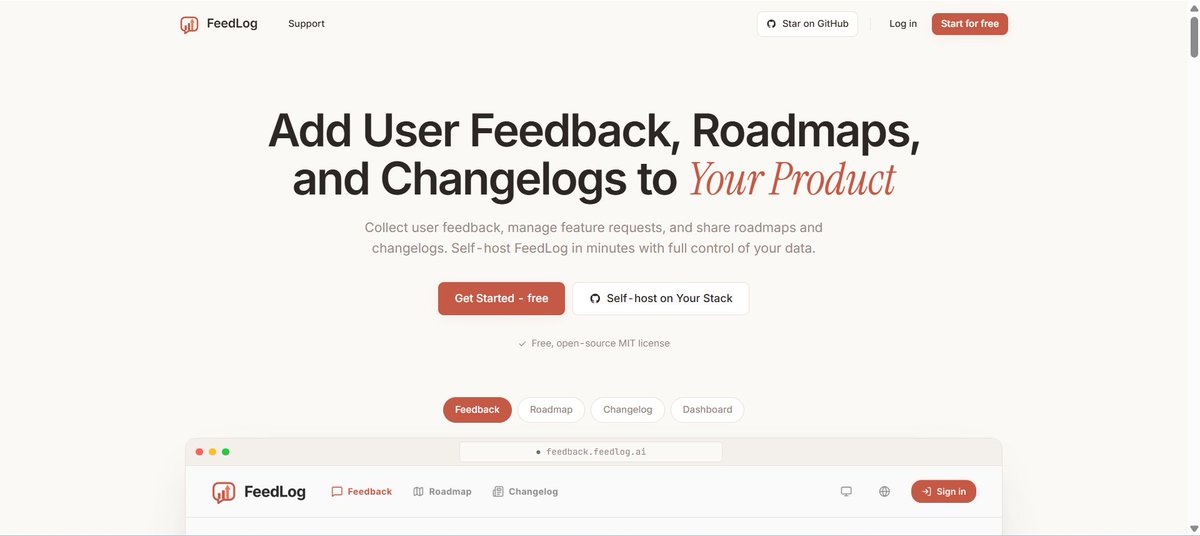 FeedLog
Support
Star on GitHub
Log in
Start for free
Add User Feedback, Roadmaps,
and Changelogs to Your Product
Collect user feedback, manage feature requests, and share roadmaps and
changelogs. Self-host FeedLog in minutes with full control of your data.
Get Started - free
Self-host on Your Stack
✓ Free, open-source MIT license
Feedback
Roadmap
Changelog
Dashboard
feedback.feedlog.ai
FeedLog
Feedback
Roadmap
Changelog
Sign in